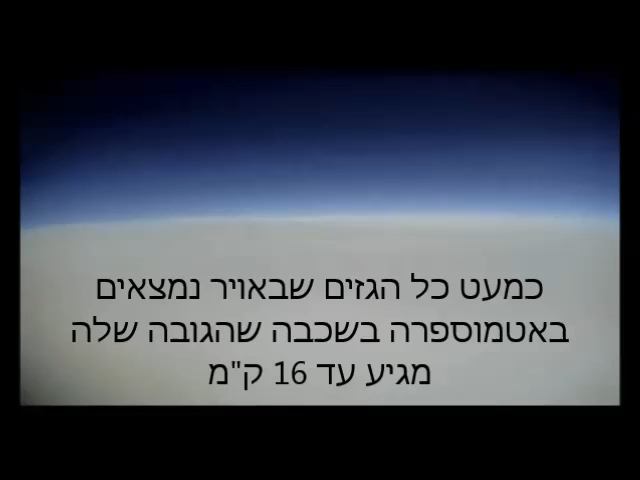 כמעט כל הגזים שבאויר נמצאים
באטמוספרה בשכבה שהגובה שלה
מגיע עד 16 ק"מ